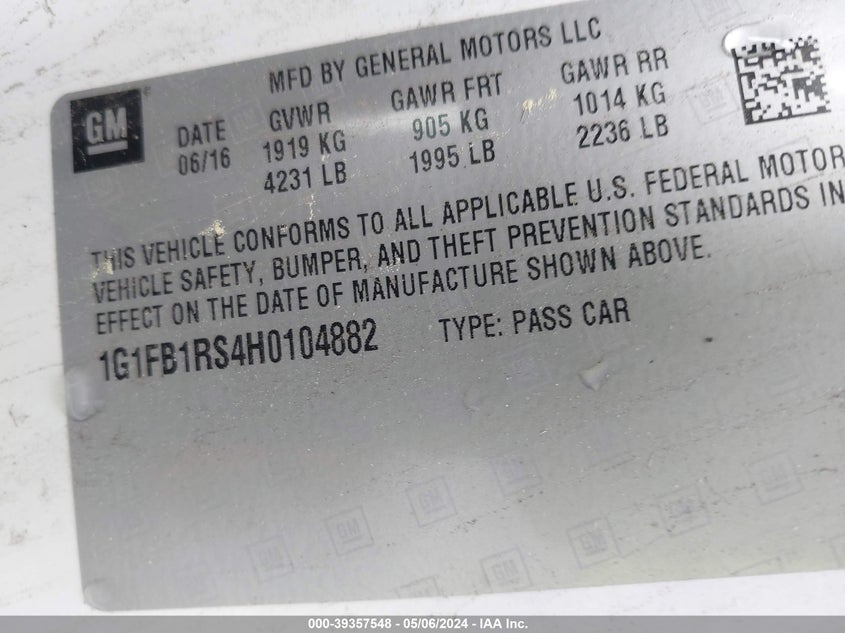 MFD BY GENERAL MOTORS LLC
GM
DATE GVWR GAWR FRT GAWR RR
06/16 1919 KG 905 KG 1014 KG
4231 LB 1995 LB 2236 LB
THIS VEHICLE CONFORMS TO ALL APPLICABLE U.S. FEDERAL MOTOR
VEHICLE SAFETY, BUMPER, AND THEFT PREVENTION STANDARDS IN
EFFECT ON THE DATE OF MANUFACTURE SHOWN ABOVE.
1G1FB1RS4H0104882 TYPE: PASS CAR
000-39357548 - 05/06/2024 - IAA Inc.